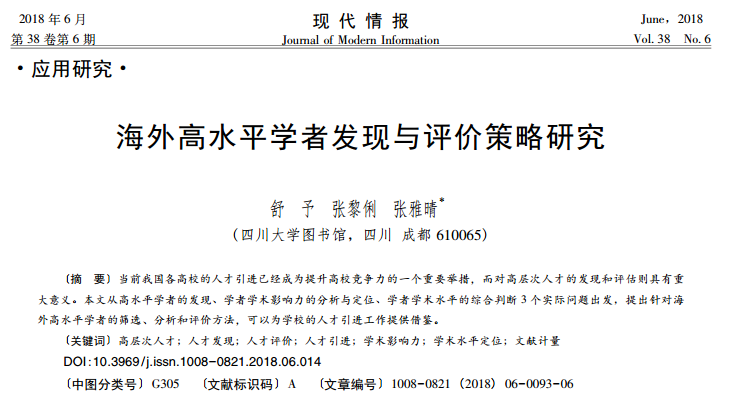 2018年6月 现代情报 June, 2018
第38卷第6期 Journal of Modern Information Vol. 38 No. 6
·应用研究·
海外高水平学者发现与评价策略研究
舒 予 张黎俐 张雅晴*
(四川大学图书馆, 四川 成都 610065)
〔摘 要〕当前我国各高校的人才引进已经成为提升高校竞争力的一个重要举措, 而对高层次人才的发现和评估则具有重
大意义。本文从高水平学者的发现、学者学术影响力的分析与定位、学者学术水平的综合判断3个实际问题出发, 提出针对海
外高水平学者的筛选、分析和评价方法, 可以为学校的人才引进工作提供借鉴。
〔关键词〕高层次人才; 人才发现; 人才评价; 人才引进; 学术影响力; 学术水平定位; 文献计量
DOI:10.3969/j.issn.1008-0821.2018.06.014
〔中图分类号〕G305 〔文献标识码〕A 〔文章编号〕1008-0821 (2018) 06-0093-06